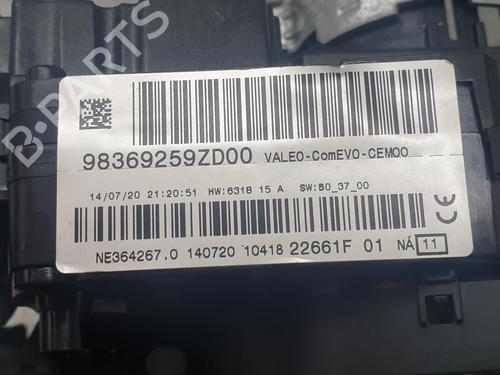 98369259ZD00 VALEO-ComEVO-CEM00
14/07/20 21:20:51 HW:6318 15 A SW:B0_37_00
NE364267.0 140720 10418 22661F 01 NÁ 11
CE
B-PARTS